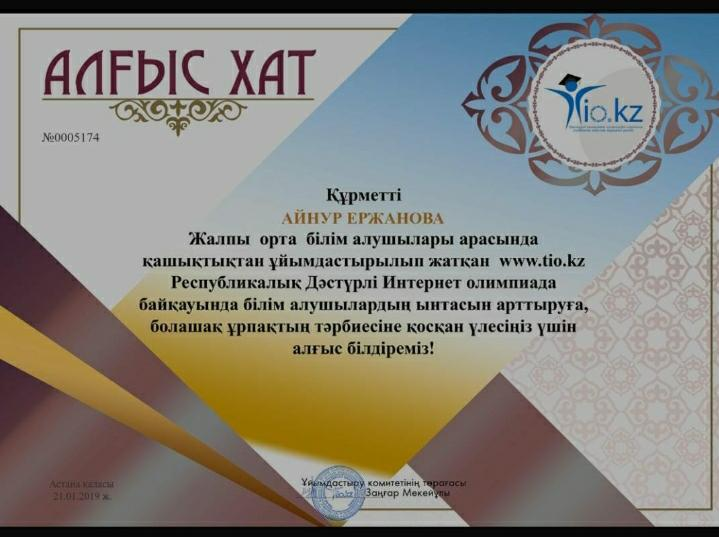 АЛҒЫС ХАТ
tio.kz
№0005174
Құрметті
АЙНУР ЕРЖАНОВА
Жалпы орта білім алушылары арасында
қашықтықтан ұйымдастырылып жатқан www.tio.kz
Республикалық Дәстүрлі Интернет олимпиада
байқауында білім алушылардың ынтасын арттыруға,
болашақ ұрпақтың тәрбиесіне қосқан үлесіңіз үшін
алғыс білдіреміз!
Астана қаласы
21.01.2019 ж.
Ұйымдастыру комитетінің төрағасы
Заңғар Мекейұлы